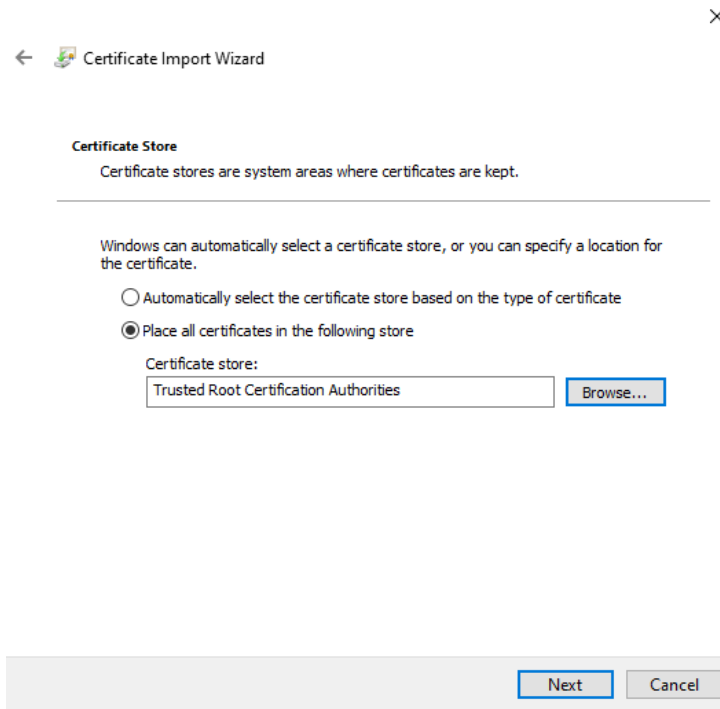 Certificate Import Wizard
Certificate Store
Certificate stores are system areas where certificates are kept.
Windows can automatically select a certificate store, or you can specify a location for
the certificate.
Automatically select the certificate store based on the type of certificate
Place all certificates in the following store
Certificate store:
Trusted Root Certification Authorities
Browse...
Next
Cancel